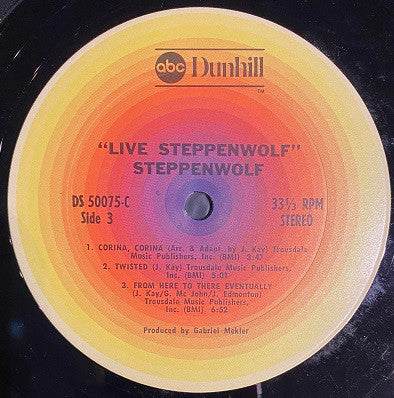 abc Dunhill
TM
"LIVE STEPPENWOLF"
STEPPENWOLF
DS 50075-C
Side 3
33⅓ RPM
STEREO
1. CORINA, CORINA (Arr. & Adapt. by J. Kay) Trousdale
Music Publishers, Inc. (BMI) 3:47
2. TWISTED (J. Kay) Trousdale Music Publishers,
Inc. (BMI) 5:01
3. FROM HERE TO THERE EVENTUALLY
(J. Kay/G. Mc John/J. Edmonton)
Trousdale Music Publishers,
Inc. (BMI) 6:52
Produced by Gabriel Mekler